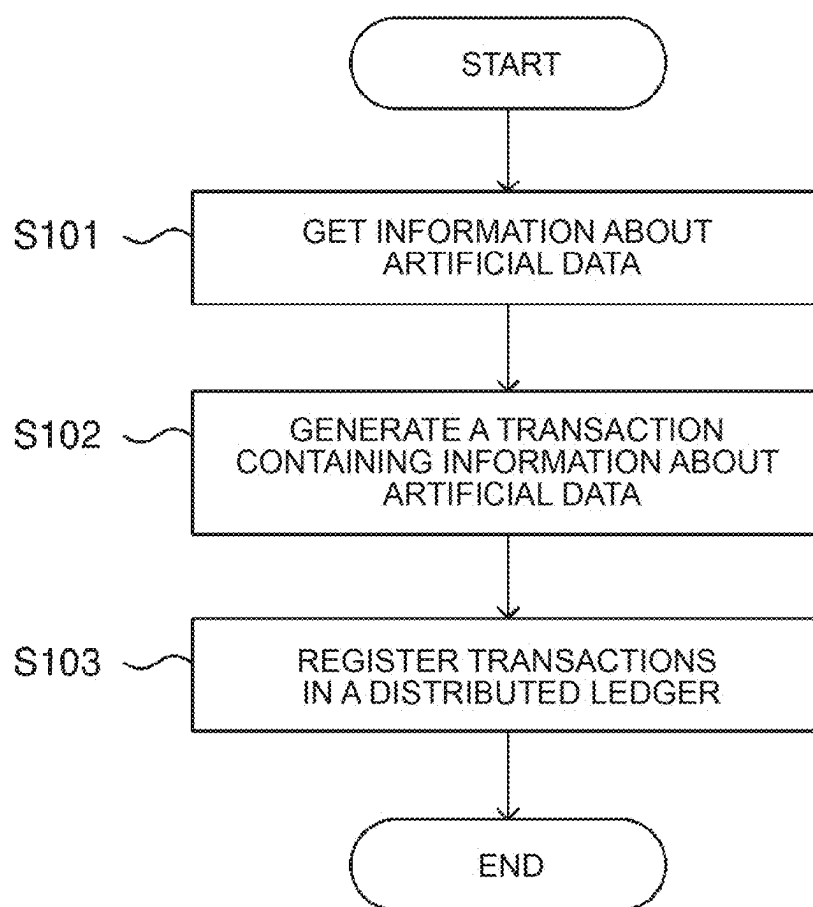 START
S101
GET INFORMATION ABOUT
ARTIFICIAL DATA
S102
GENERATE A TRANSACTION
CONTAINING INFORMATION ABOUT
ARTIFICIAL DATA
S103
REGISTER TRANSACTIONS
IN A DISTRIBUTED LEDGER
END